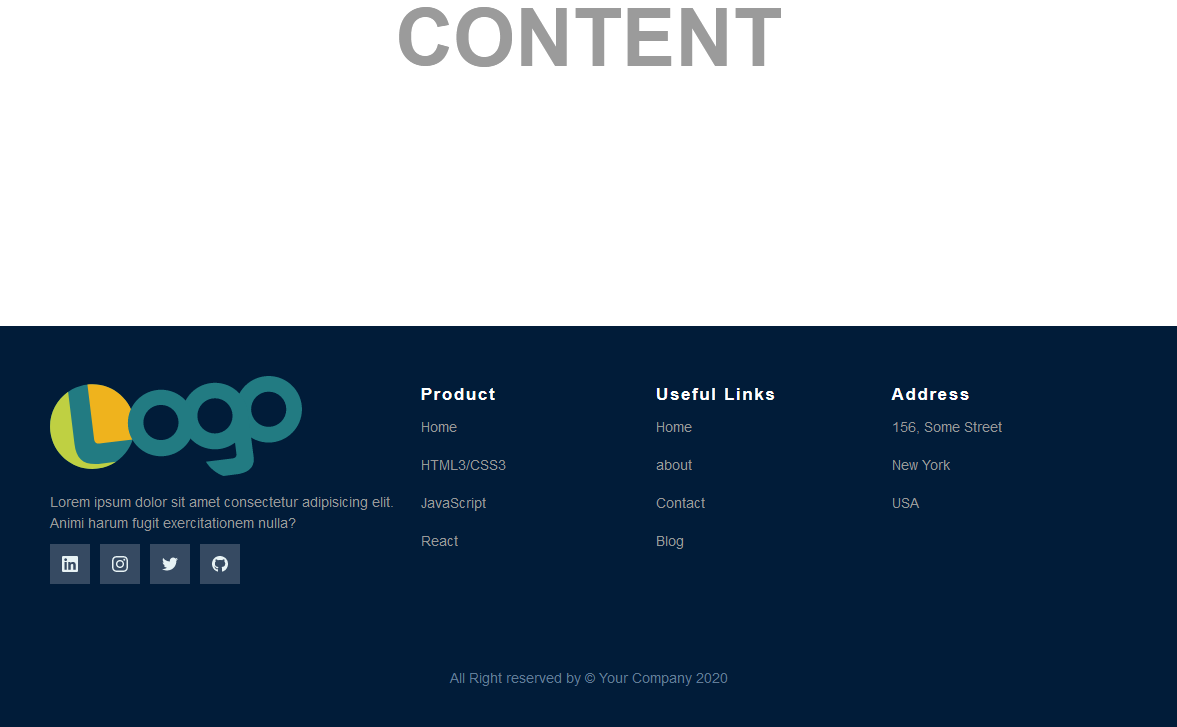 CONTENT
Logo
Lorem ipsum dolor sit amet consectetur adipisicing elit.
Animi harum fugit exercitationem nulla?
Product
Home
HTML3/CSS3
JavaScript
React
Useful Links
Home
about
Contact
Blog
Address
156, Some Street
New York
USA
All Right reserved by © Your Company 2020